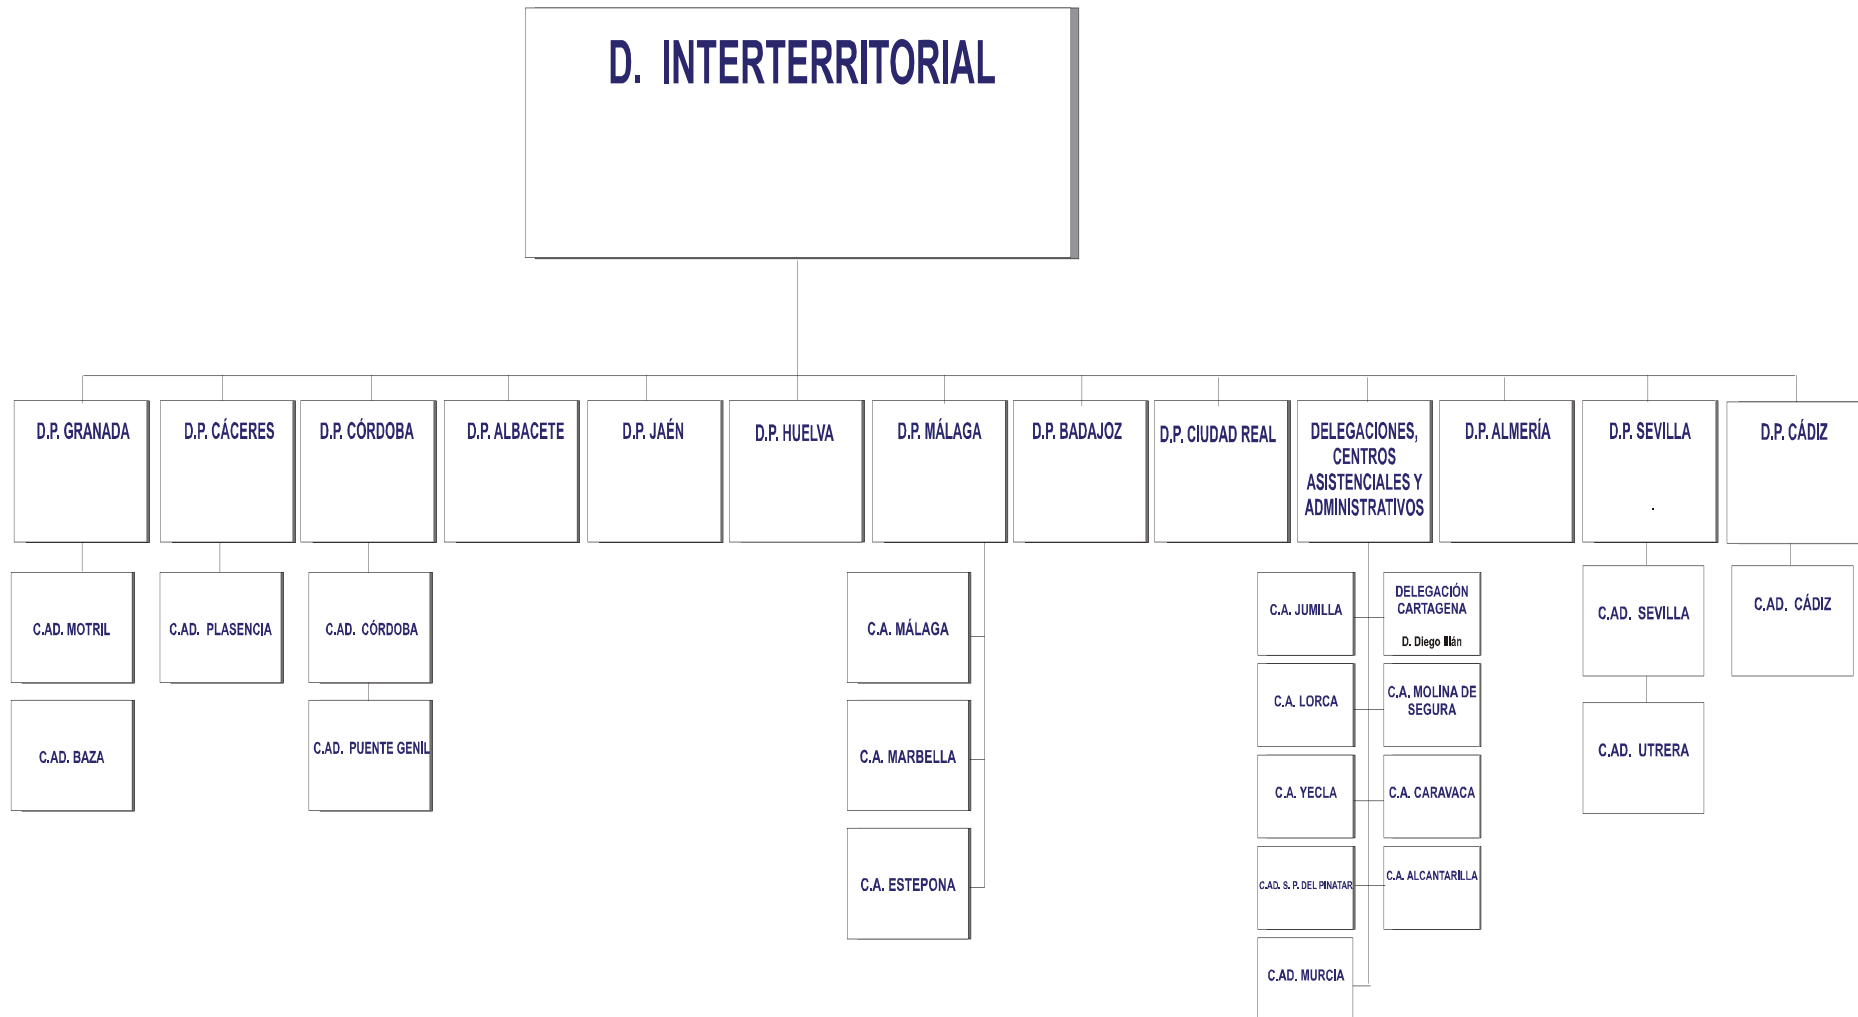 D. INTERTERRITORIAL
D.P. GRANADA
D.P. CÁCERES
D.P. CÓRDOBA
D.P. ALBACETE
D.P. JAÉN
D.P. HUELVA
D.P. MÁLAGA
D.P. BADAJOZ
D.P. CIUDAD REAL
DELEGACIONES,
CENTROS
ASISTENCIALES Y
ADMINISTRATIVOS
D.P. ALMERÍA
D.P. SEVILLA
.
D.P. CÁDIZ
C.AD. MOTRIL
C.AD. BAZA
C.AD. PLASENCIA
C.AD. CÓRDOBA
C.AD. PUENTE GENIL
C.A. MÁLAGA
C.A. MARBELLA
C.A. ESTEPONA
C.A. JUMILLA
DELEGACIÓN
CARTAGENA
D. Diego Illán
C.A. LORCA
C.A. MOLINA DE
SEGURA
C.A. YECLA
C.A. CARAVACA
C.AD. S. P. DEL PINATAR
C.A. ALCANTARILLA
C.AD. MURCIA
C.AD. SEVILLA
C.AD. UTRERA
C.AD. CÁDIZ